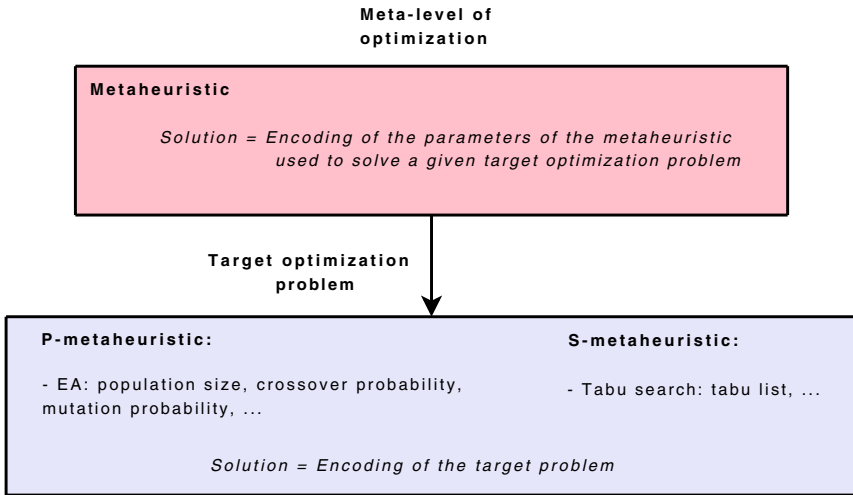 Meta-level of
optimization
Metaheuristic
Solution = Encoding of the parameters of the metaheuristic
used to solve a given target optimization problem
Target optimization
problem
P-metaheuristic:
- EA: population size, crossover probability,
mutation probability, ...
S-metaheuristic:
- Tabu search: tabu list, ...
Solution = Encoding of the target problem